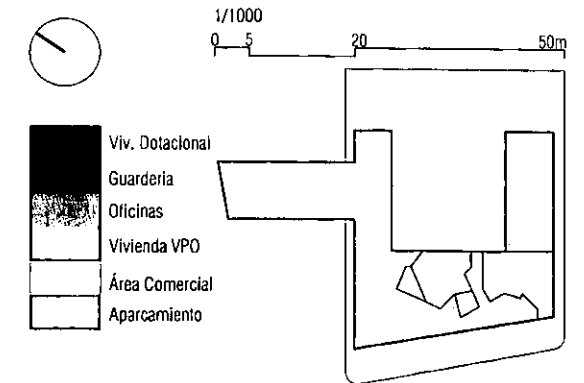 1/1000
0 5 20 50m
Viv. Dotacional
Guarderia
Oficinas
Vivienda VPO
Área Comercial
Aparcamiento